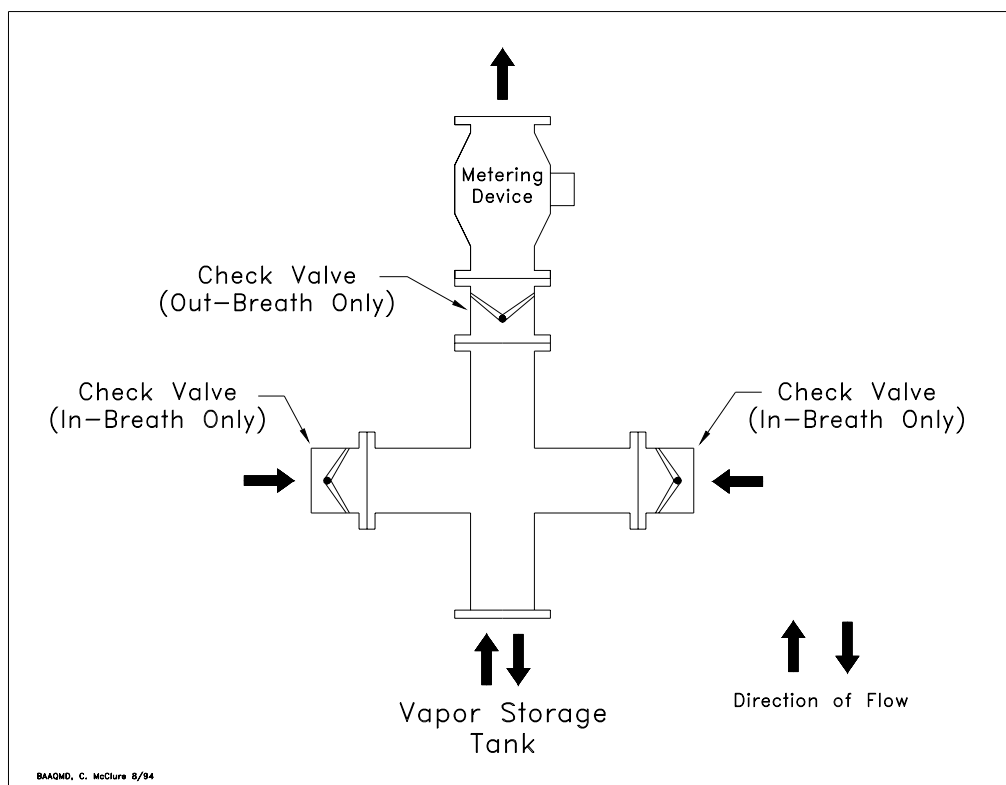 Metering
Device
Check Valve
(Out-Breath Only)
Check Valve
(In-Breath Only)
Check Valve
(In-Breath Only)
Vapor Storage
Tank
Direction of Flow
BAAQMD, C. McClure 8/94